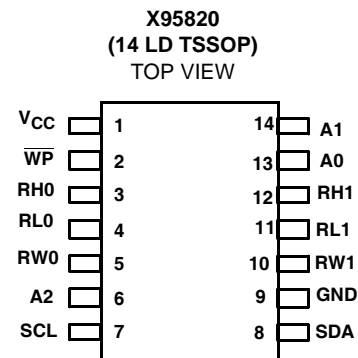 X95820
(14 LD TSSOP)
TOP VIEW
VCC 1 14 A1
WP 2 13 A0
RH0 3 12 RH1
RL0 4 11 RL1
RW0 5 10 RW1
A2 6 9 GND
SCL 7 8 SDA